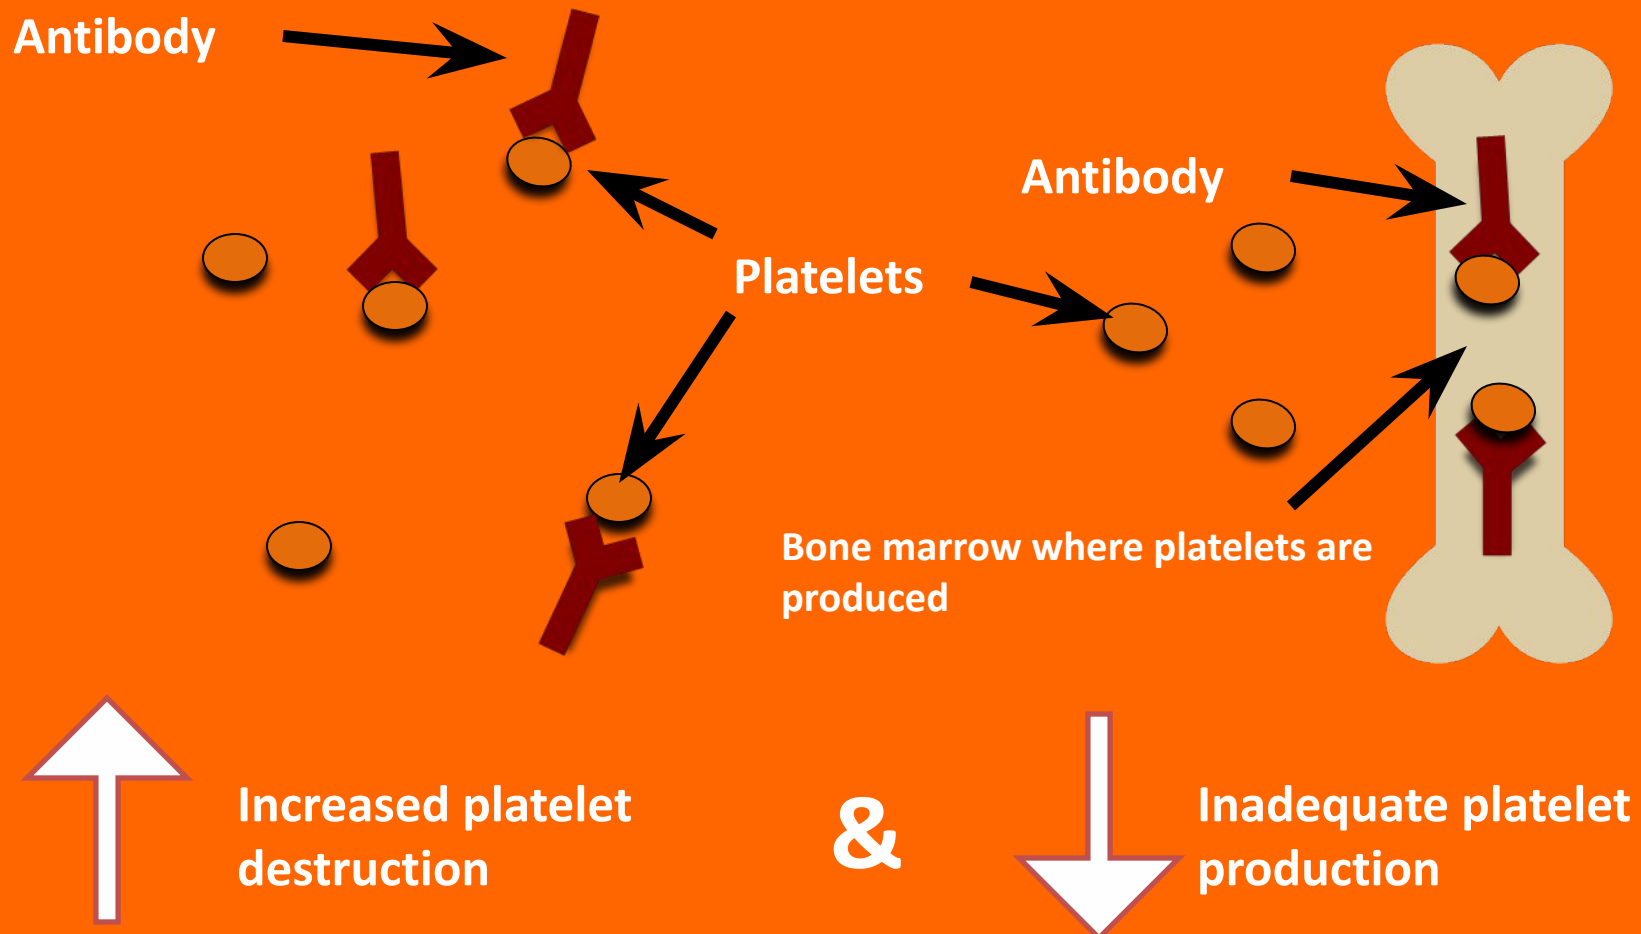 Antibody
Antibody
Platelets
Bone marrow where platelets are
produced
Increased platelet
destruction
&
Inadequate platelet
production